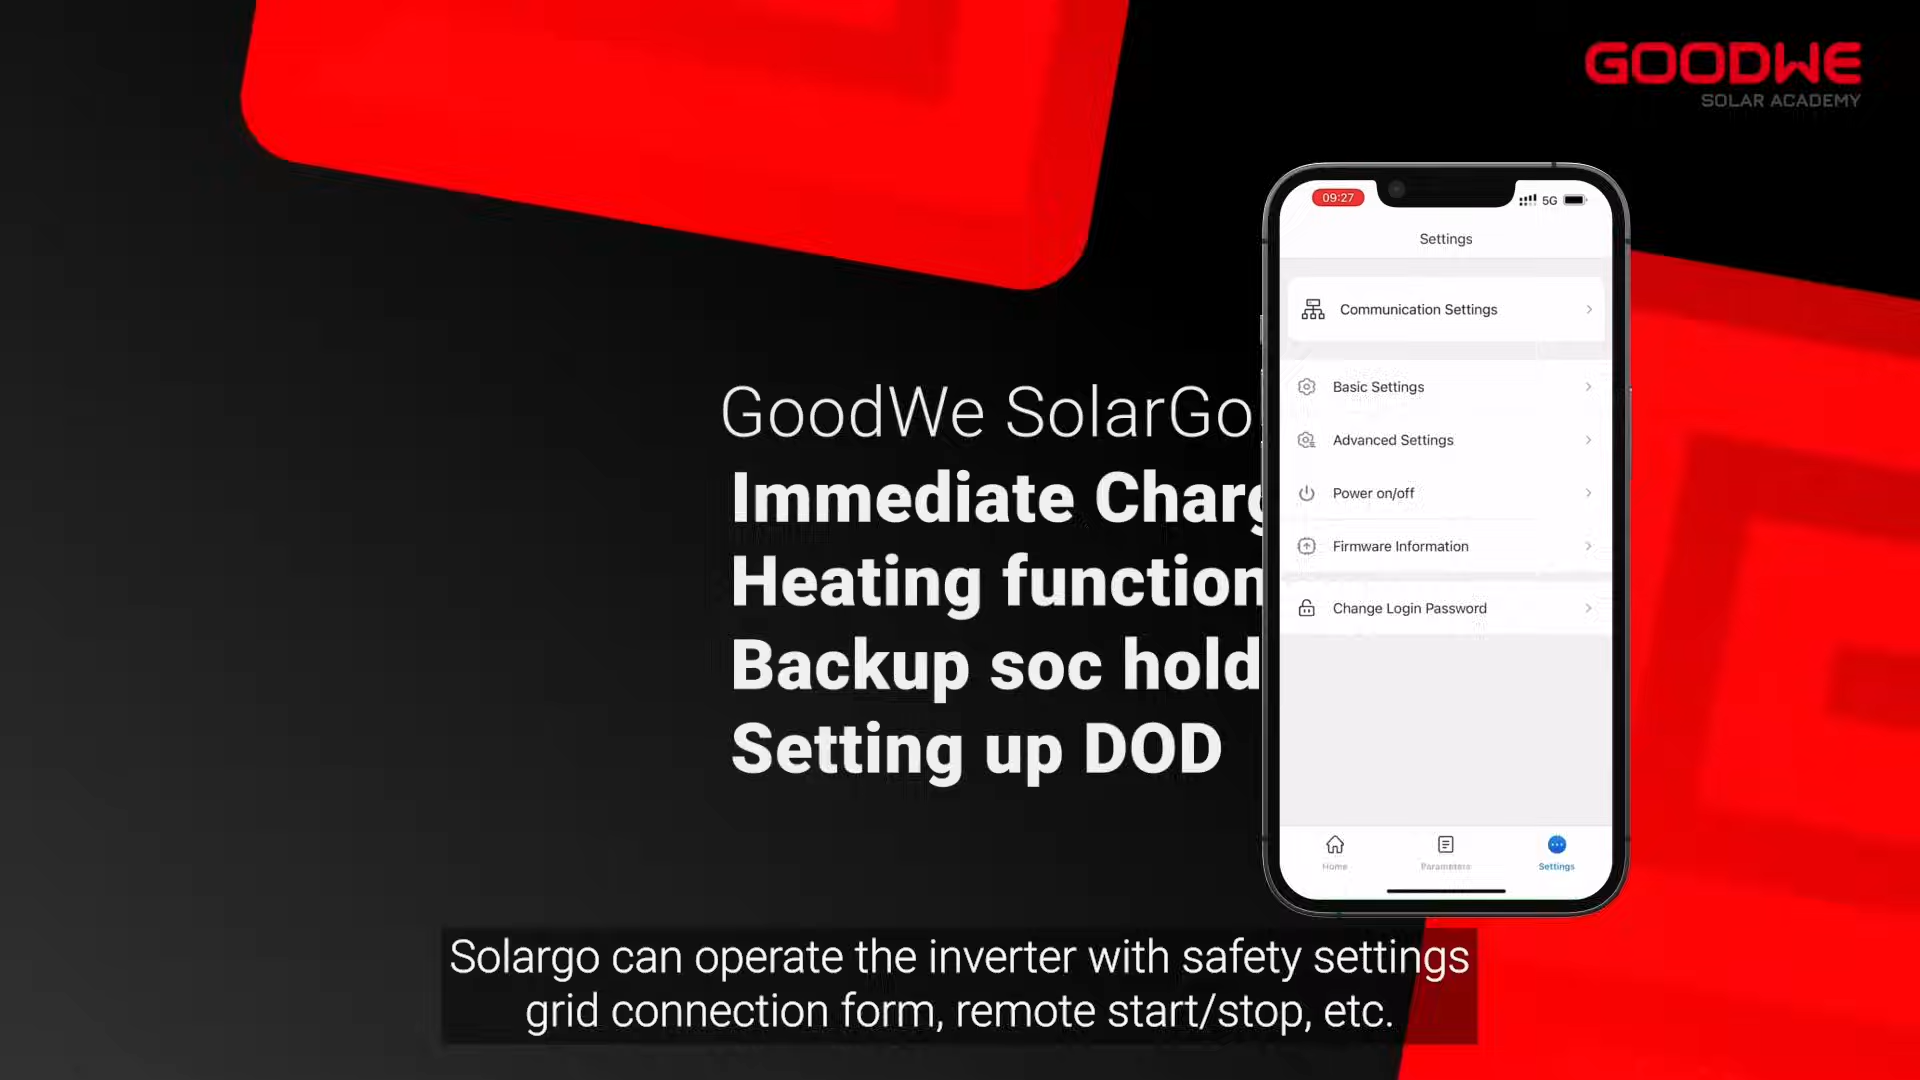 GOODWE
SOLAR ACADEMY
09:27
5G
Settings
Communication Settings
Basic Settings
Advanced Settings
Power on/off
Firmware Information
Change Login Password
Home
Parameters
Settings
GoodWe SolarGo
Immediate Charg
Heating function
Backup soc hold
Setting up DOD
Solargo can operate the inverter with safety settings
grid connection form, remote start/stop, etc.